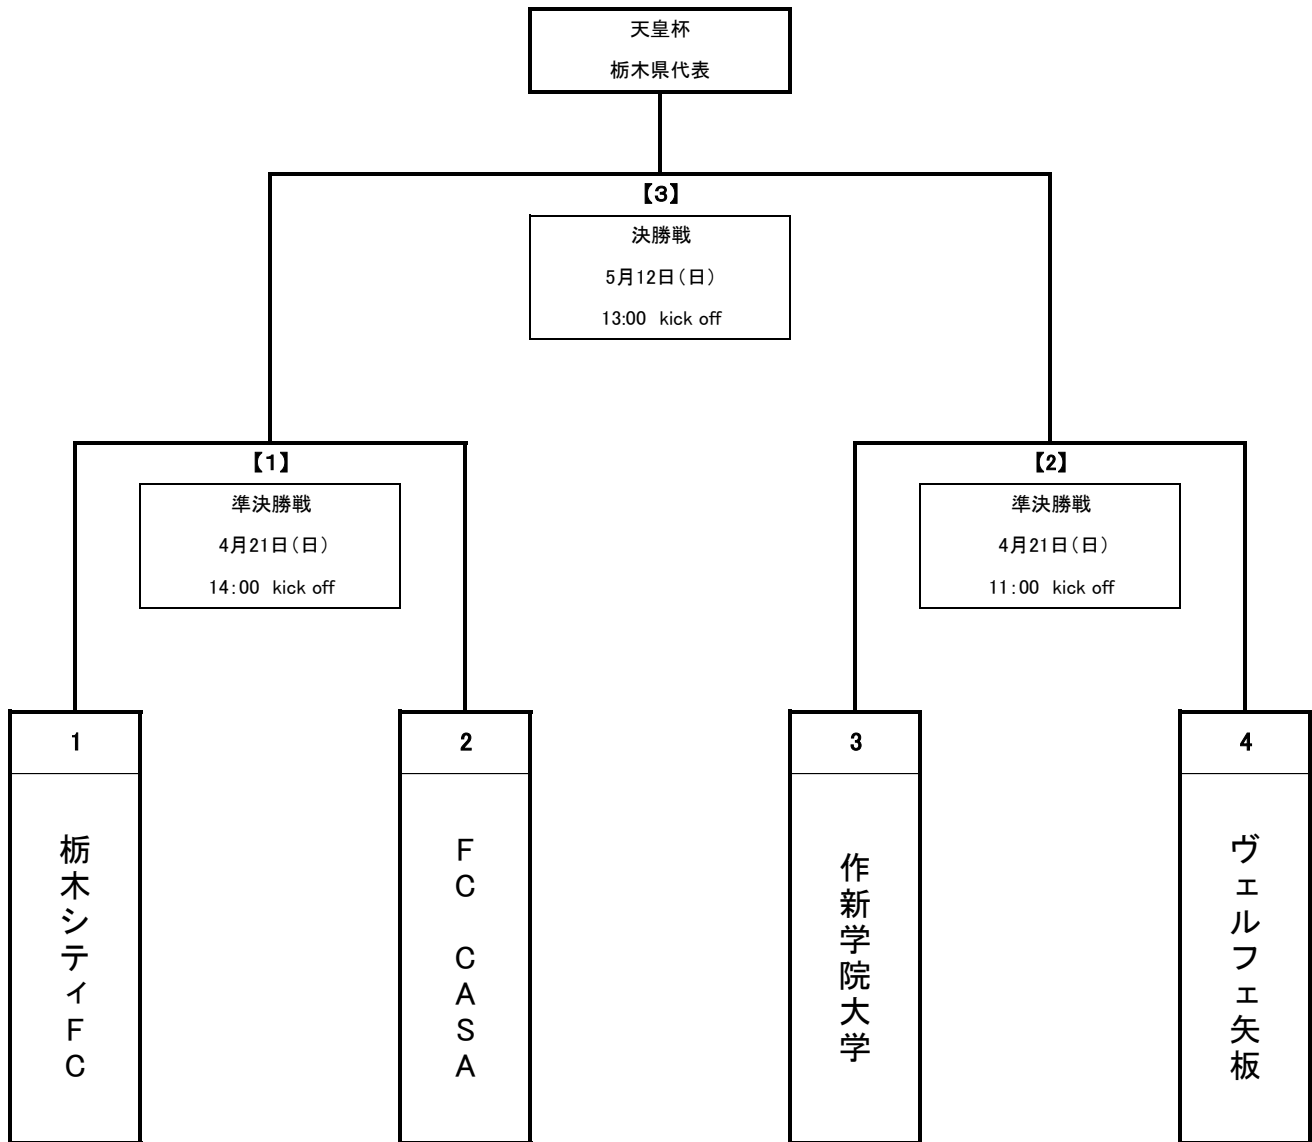 天皇杯
栃木県代表
【3】
決勝戦
5月12日(日)
13:00 kick off
【1】
準決勝戦
4月21日(日)
14:00 kick off
【2】
準決勝戦
4月21日(日)
11:00 kick off
1
2
3
4
栃木シティFC
FC CASA
作新学院大学
ヴェルフェ矢板